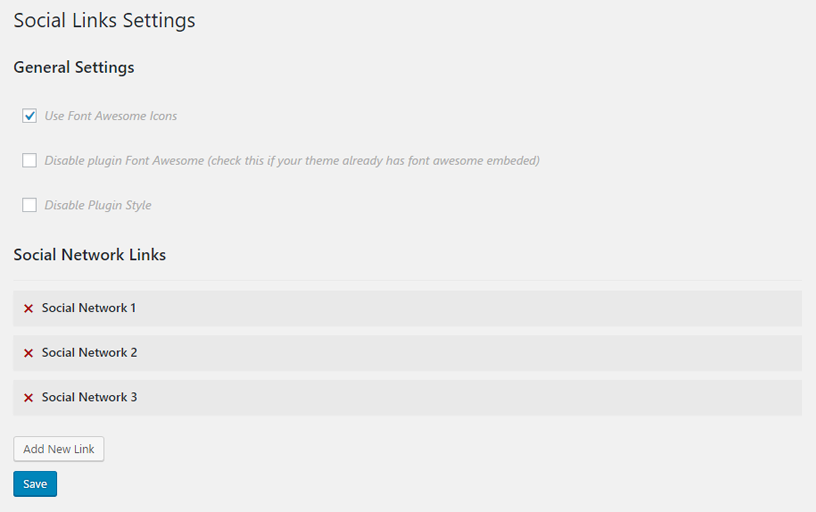 Social Links Settings
General Settings
Use Font Awesome Icons
Disable plugin Font Awesome (check this if your theme already has font awesome embeded)
Disable Plugin Style
Social Network Links
Social Network 1
Social Network 2
Social Network 3
Add New Link
Save